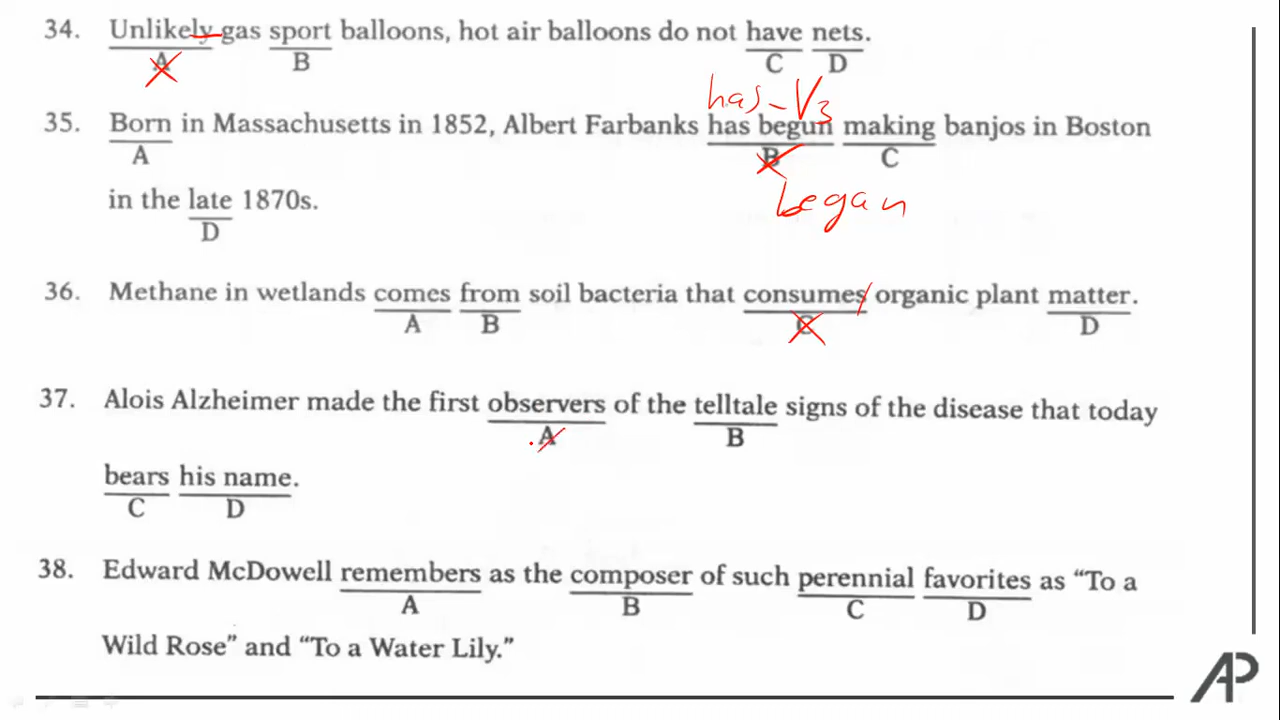 34. Unlikely gas sport balloons, hot air balloons do not have nets.
A B C D
has - V3
35. Born in Massachusetts in 1852, Albert Farbanks has begun making banjos in Boston
A B C
began
in the late 1870s.
D
36. Methane in wetlands comes from soil bacteria that consumes organic plant matter.
A B C D
37. Alois Alzheimer made the first observers of the telltale signs of the disease that today
A B
bears his name.
C D
38. Edward McDowell remembers as the composer of such perennial favorites as “To a
A B C D
Wild Rose” and “To a Water Lily.”
AP